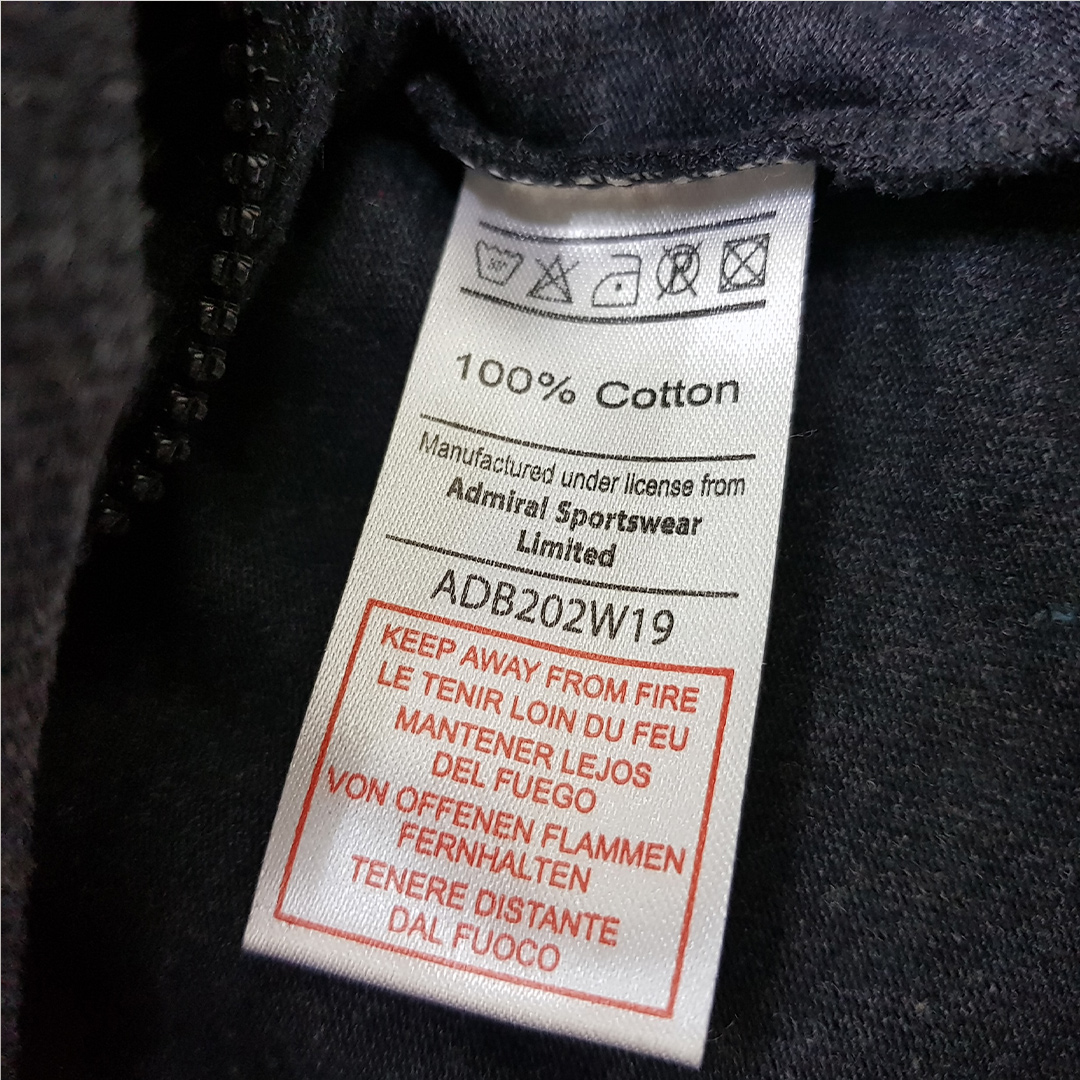 30°
100% Cotton
Manufactured under license from
Admiral Sportswear
Limited
ADB202W19
KEEP AWAY FROM FIRE
LE TENIR LOIN DU FEU
MANTENER LEJOS
DEL FUEGO
VON OFFENEN FLAMMEN
FERNHALTEN
TENERE DISTANTE
DAL FUOCO